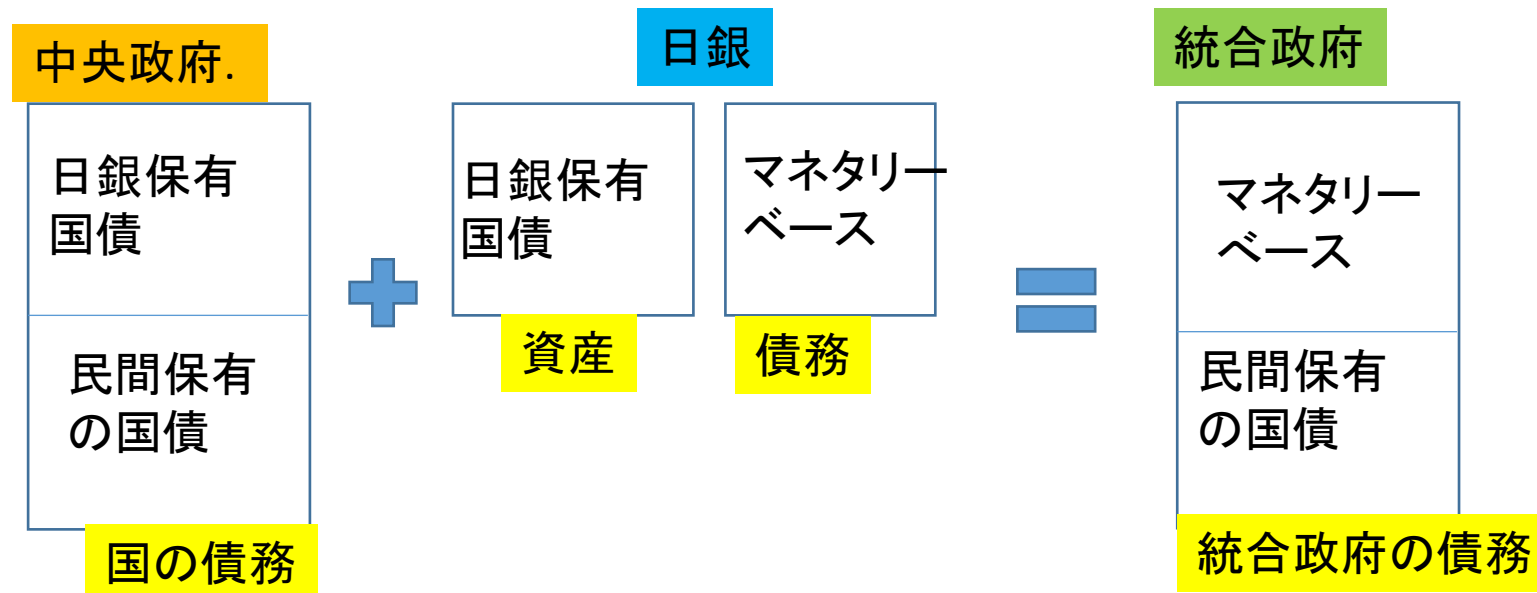 中央政府.
日銀
統合政府
日銀保有
国債
民間保有
の国債
国の債務
日銀保有
国債
資産
マネタリー
ベース
債務
マネタリー
ベース
民間保有
の国債
統合政府の債務